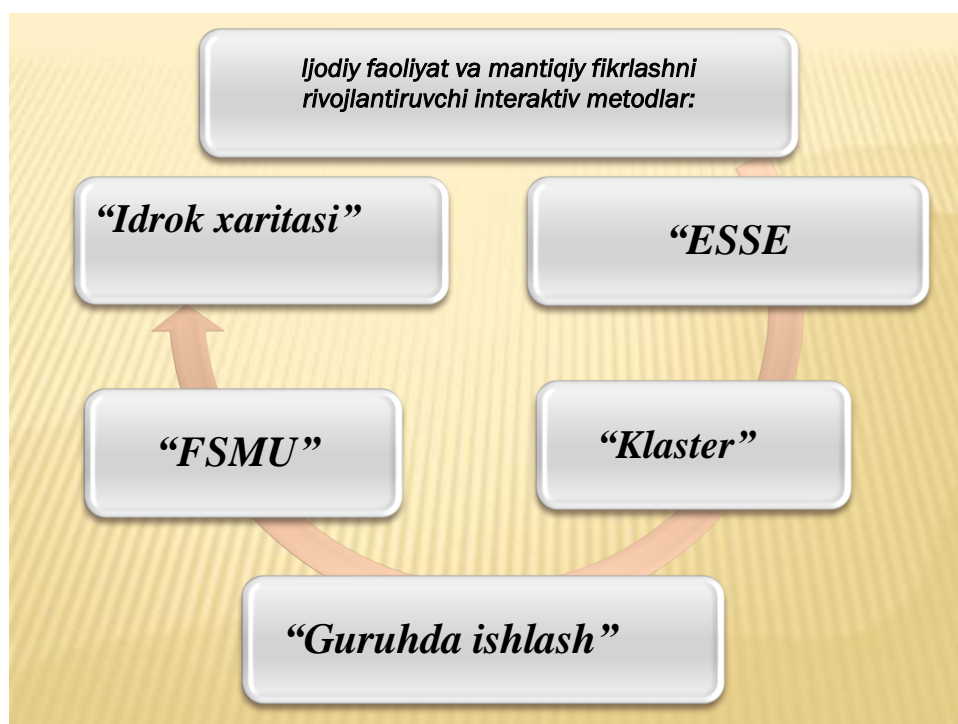 Ijodiy faoliyat va mantiqiy fikrlashni
rivojlantiruvchi interaktiv metodlar:
“Idrok xaritasi”
“ESSE
“FSMU”
“Klaster”
“Guruhda ishlash”